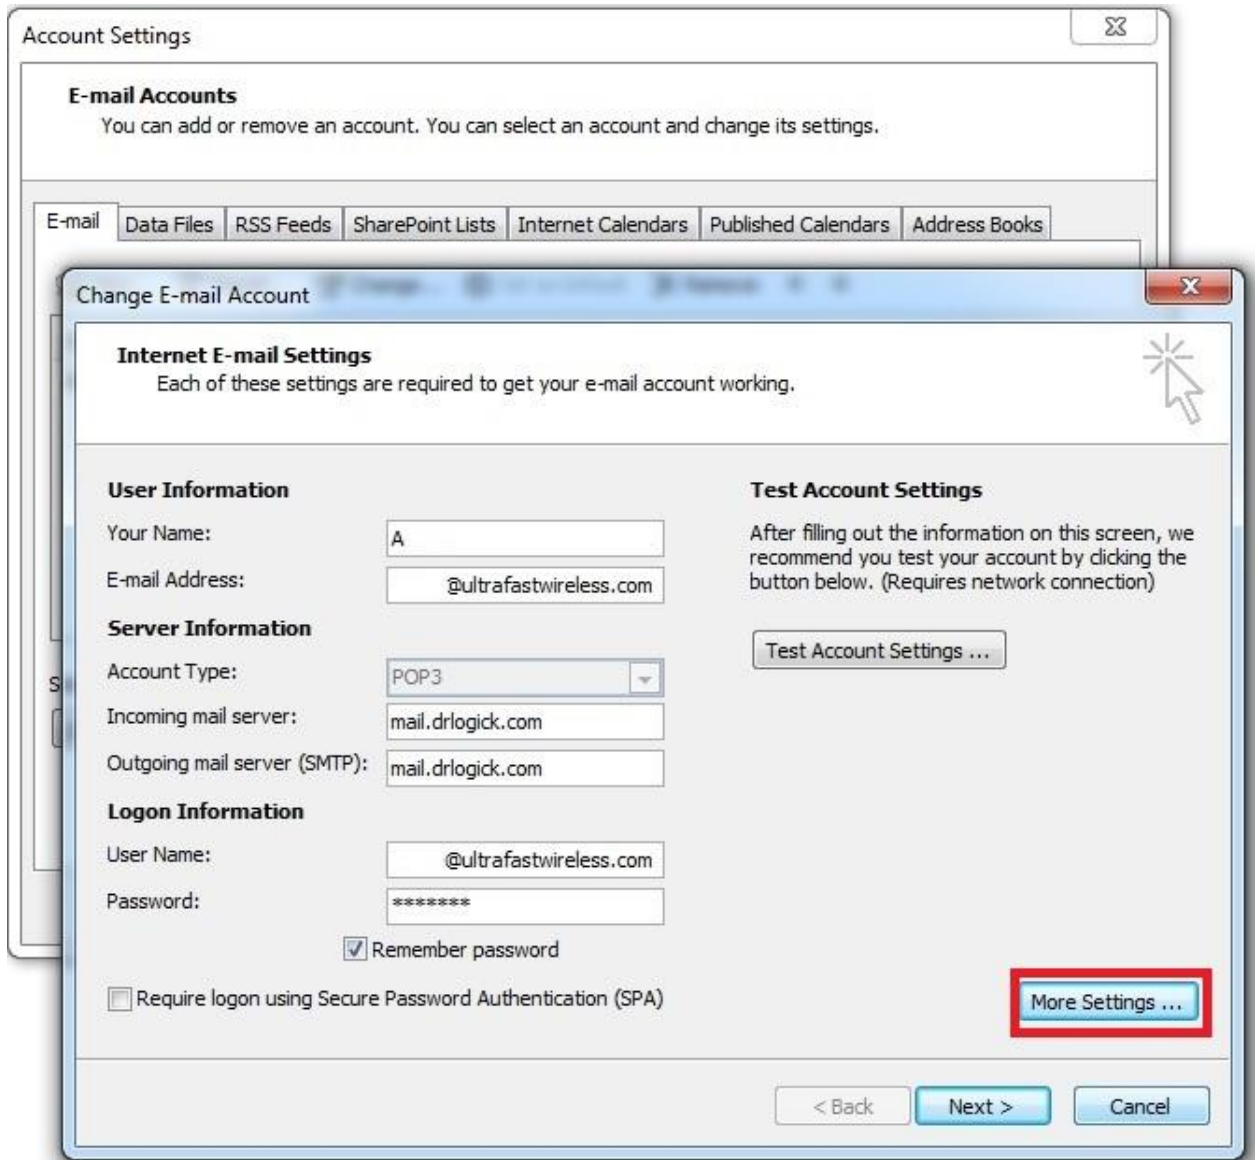 Account Settings
E-mail Accounts
You can add or remove an account. You can select an account and change its settings.
E-mail Data Files RSS Feeds SharePoint Lists Internet Calendars Published Calendars Address Books
Change E-mail Account
Internet E-mail Settings
Each of these settings are required to get your e-mail account working.
User Information
Your Name: A
E-mail Address: @ultrafastwireless.com
Server Information
Account Type: POP3
Incoming mail server: mail.drlogick.com
Outgoing mail server (SMTP): mail.drlogick.com
Logon Information
User Name: @ultrafastwireless.com
Password: *******
Remember password
Require logon using Secure Password Authentication (SPA)
Test Account Settings
After filling out the information on this screen, we
recommend you test your account by clicking the
button below. (Requires network connection)
Test Account Settings ...
More Settings ...
< Back Next > Cancel